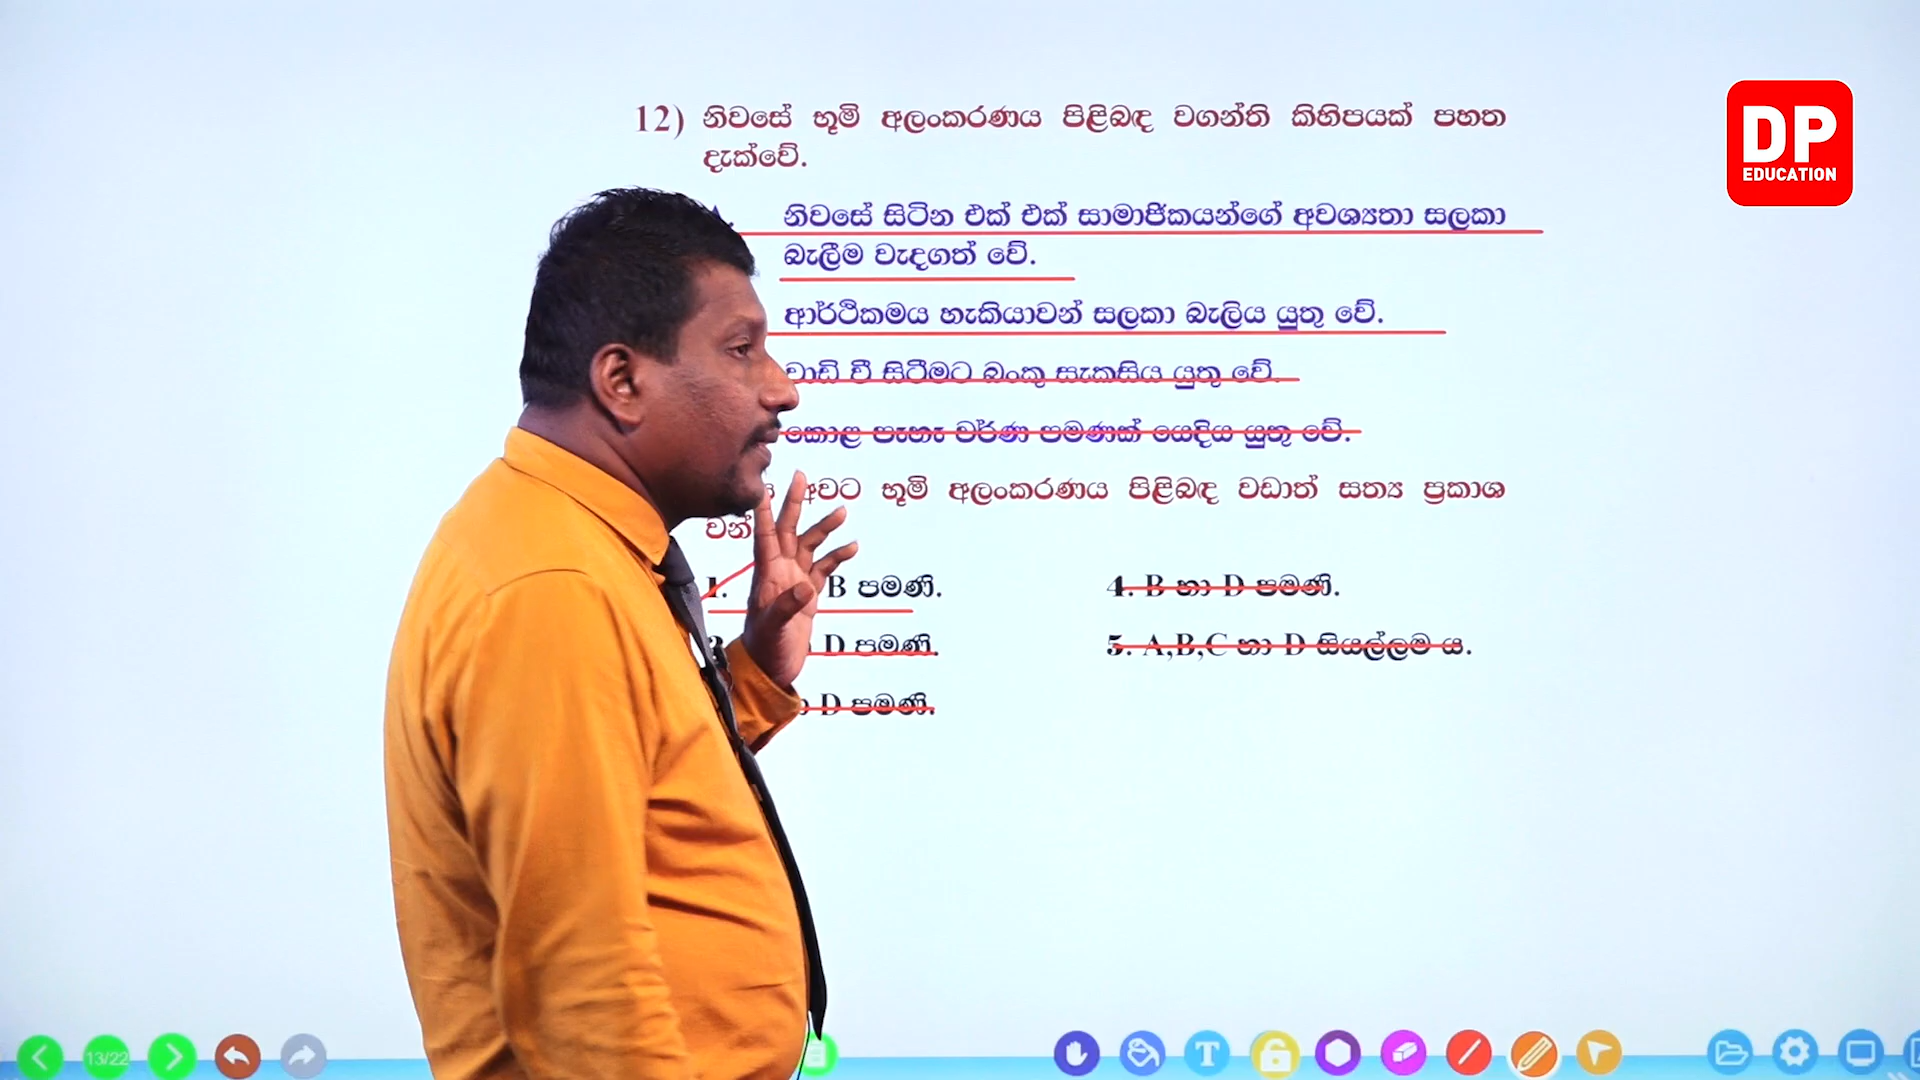 12) නිවසේ භූමි අලංකරණය පිළිබඳ වගන්ති කිහිපයක් පහත
දැක්වේ.
නිවසේ සිටින එක් එක් සාමාජිකයන්ගේ අවශ්‍යතා සලකා
බැලීම වැදගත් වේ.
ආර්ථිකමය හැකියාවන් සලකා බැලිය යුතු වේ.
වාඩි වී සිටීමට බංකු සැකසිය යුතු වේ.
කොළ පැහැ වර්ණ පමණක් යෙදිය යුතු වේ.
අවට භූමි අලංකරණය පිළිබඳ වඩාත් සත්‍ය ප්‍රකාශ
වන්
1. B පමණි.
4. B හා D පමණි.
D පමණි.
5. A,B,C හා D සියල්ලම ය.
D පමණි.
DP
EDUCATION
13/22
T